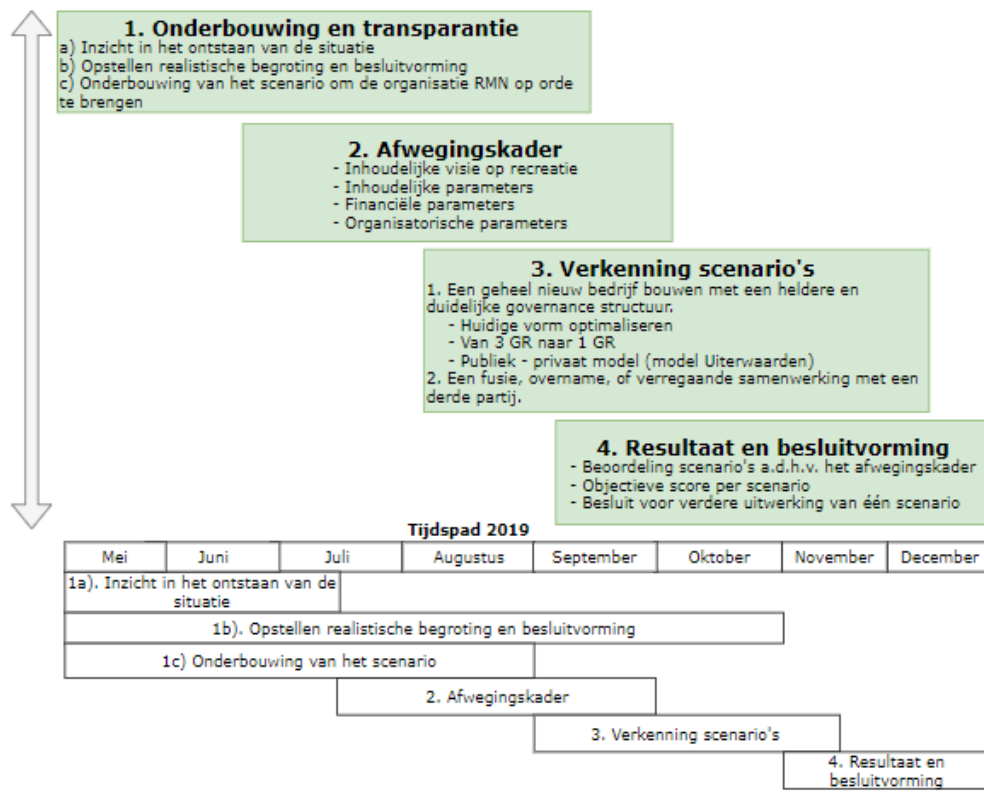 1. Onderbouwing en transparantie
a) Inzicht in het ontstaan van de situatie
b) Opstellen realistische begroting en besluitvorming
c) Onderbouwing van het scenario om de organisatie RMN op orde
te brengen
2. Afwegingskader
- Inhoudelijke visie op recreatie
- Inhoudelijke parameters
- Financiële parameters
- Organisatorische parameters
3. Verkenning scenario's
1. Een geheel nieuw bedrijf bouwen met een heldere en
duidelijke governance structuur.
- Huidige vorm optimaliseren
- Van 3 GR naar 1 GR
- Publiek - privaat model (model Uiterwaarden)
2. Een fusie, overname, of verregaande samenwerking met een
derde partij.
4. Resultaat en besluitvorming
- Beoordeling scenario's a.d.h.v. het afwegingskader
- Objectieve score per scenario
- Besluit voor verdere uitwerking van één scenario
Tijdspad 2019
Mei Juni Juli Augustus September Oktober November December
1a). Inzicht in het ontstaan van de
situatie
1b). Opstellen realistische begroting en besluitvorming
1c) Onderbouwing van het scenario
2. Afwegingskader
3. Verkenning scenario's
4. Resultaat en
besluitvorming